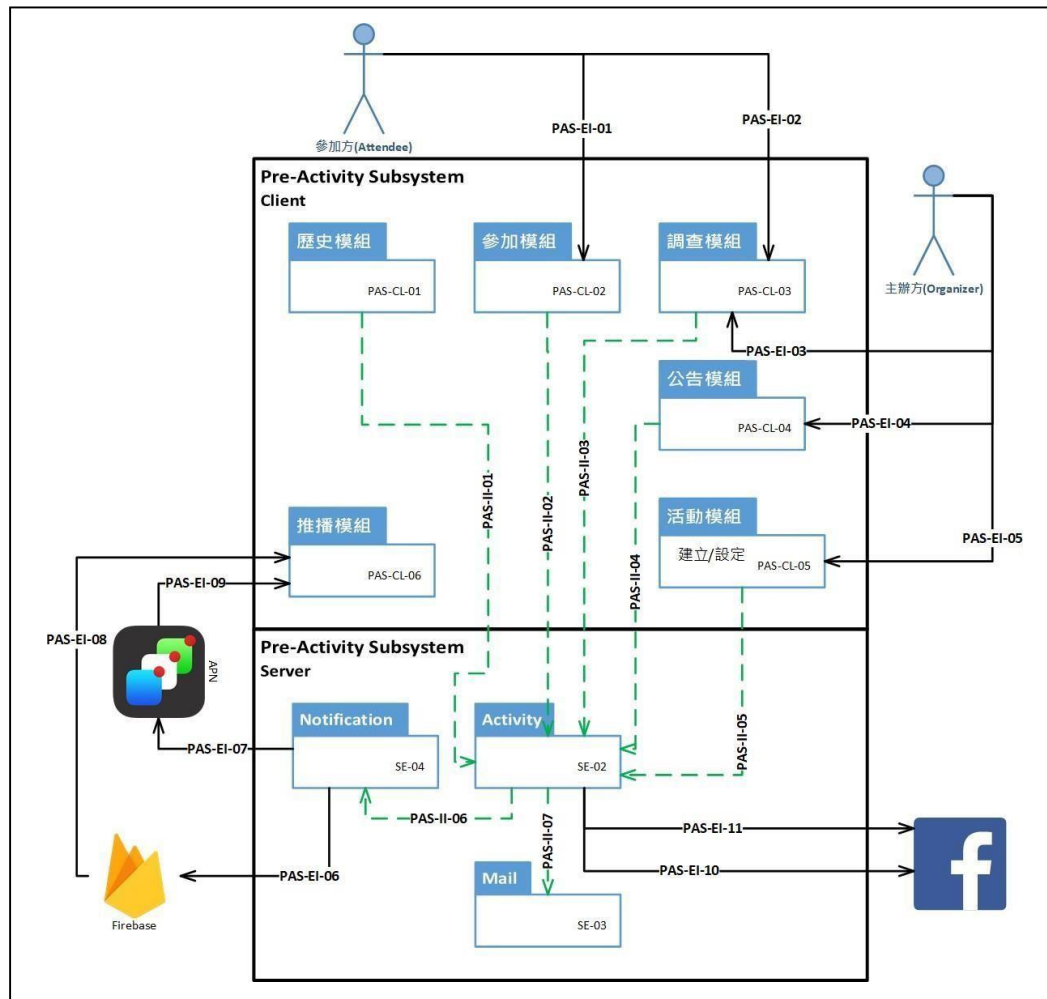 參加方(Attendee)
PAS-EI-01
PAS-EI-02
Pre-Activity Subsystem
Client
歷史模組
PAS-CL-01
參加模組
PAS-CL-02
調查模組
PAS-CL-03
主辦方(Organizer)
PAS-EI-03
公告模組
PAS-CL-04
PAS-EI-04
PAS-II-01
PAS-II-02
PAS-II-03
PAS-II-04
活動模組
建立/設定
PAS-CL-05
PAS-EI-05
推播模組
PAS-CL-06
PAS-EI-09
PAS-EI-08
APN
Pre-Activity Subsystem
Server
Notification
SE-04
Activity
SE-02
PAS-II-05
PAS-EI-07
PAS-II-06
PAS-II-07
PAS-EI-11
PAS-EI-10
PAS-EI-06
Mail
SE-03
Firebase
f